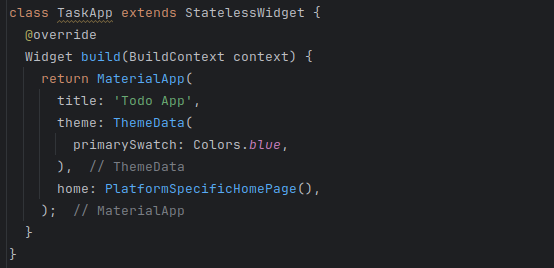 class TaskApp extends StatelessWidget {
  @override
  Widget build(BuildContext context) {
    return MaterialApp(
      title: 'Todo App',
      theme: ThemeData(
        primarySwatch: Colors.blue,
      ),  // ThemeData
      home: PlatformSpecificHomePage(),
    );  // MaterialApp
  }
}